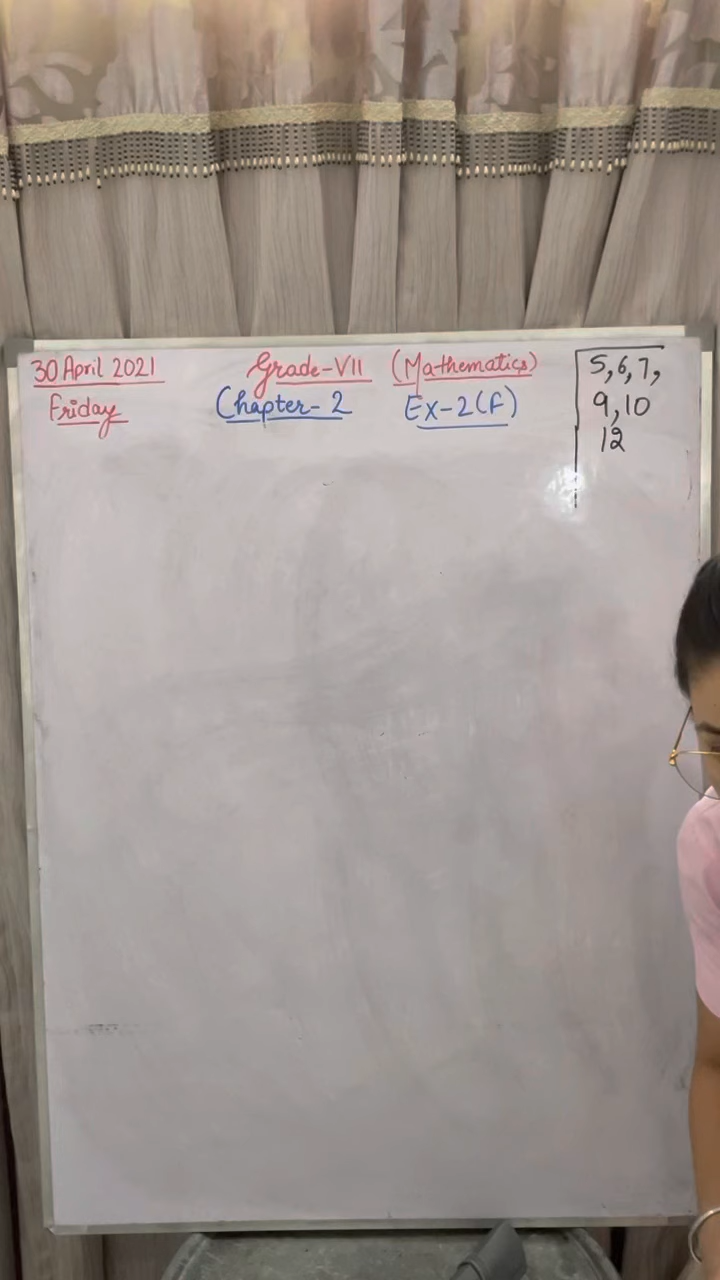 30 April 2021 Grade-VII (Mathematics)
Friday Chapter-2 Ex-2(F)
5,6,7,
9,10
12